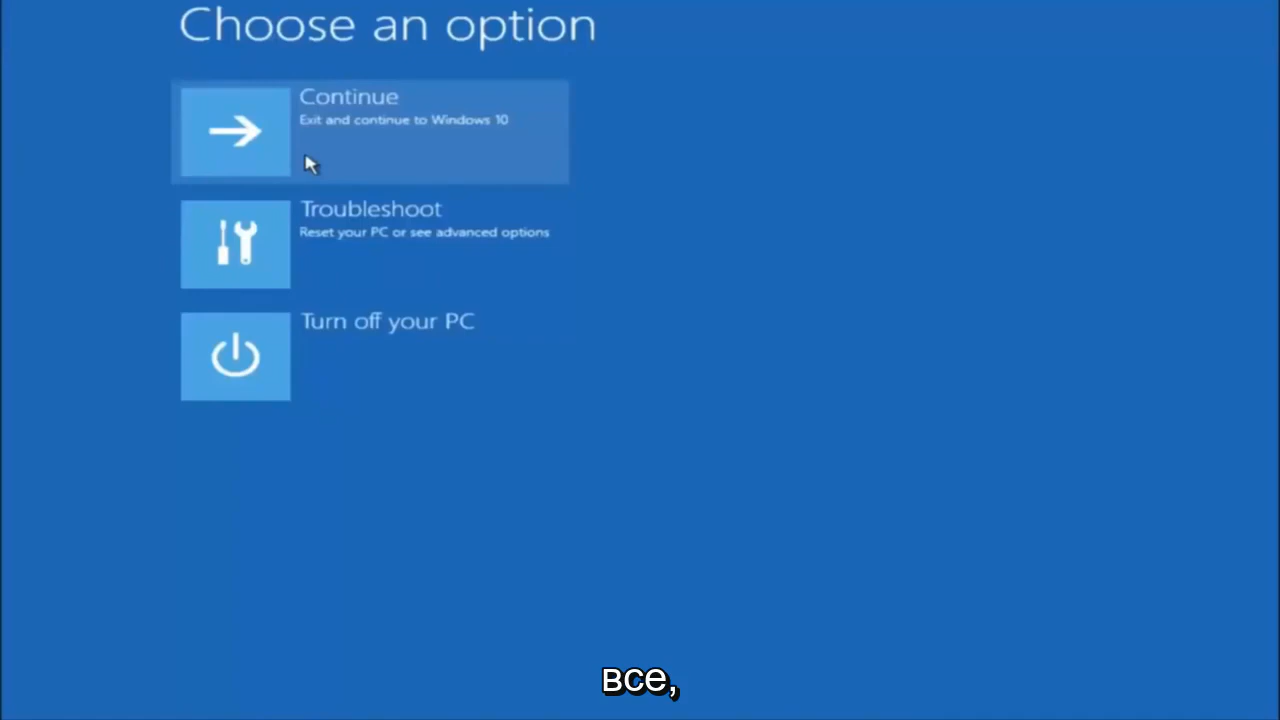 Choose an option
Continue
Exit and continue to Windows 10
Troubleshoot
Reset your PC or see advanced options
Turn off your PC
все,